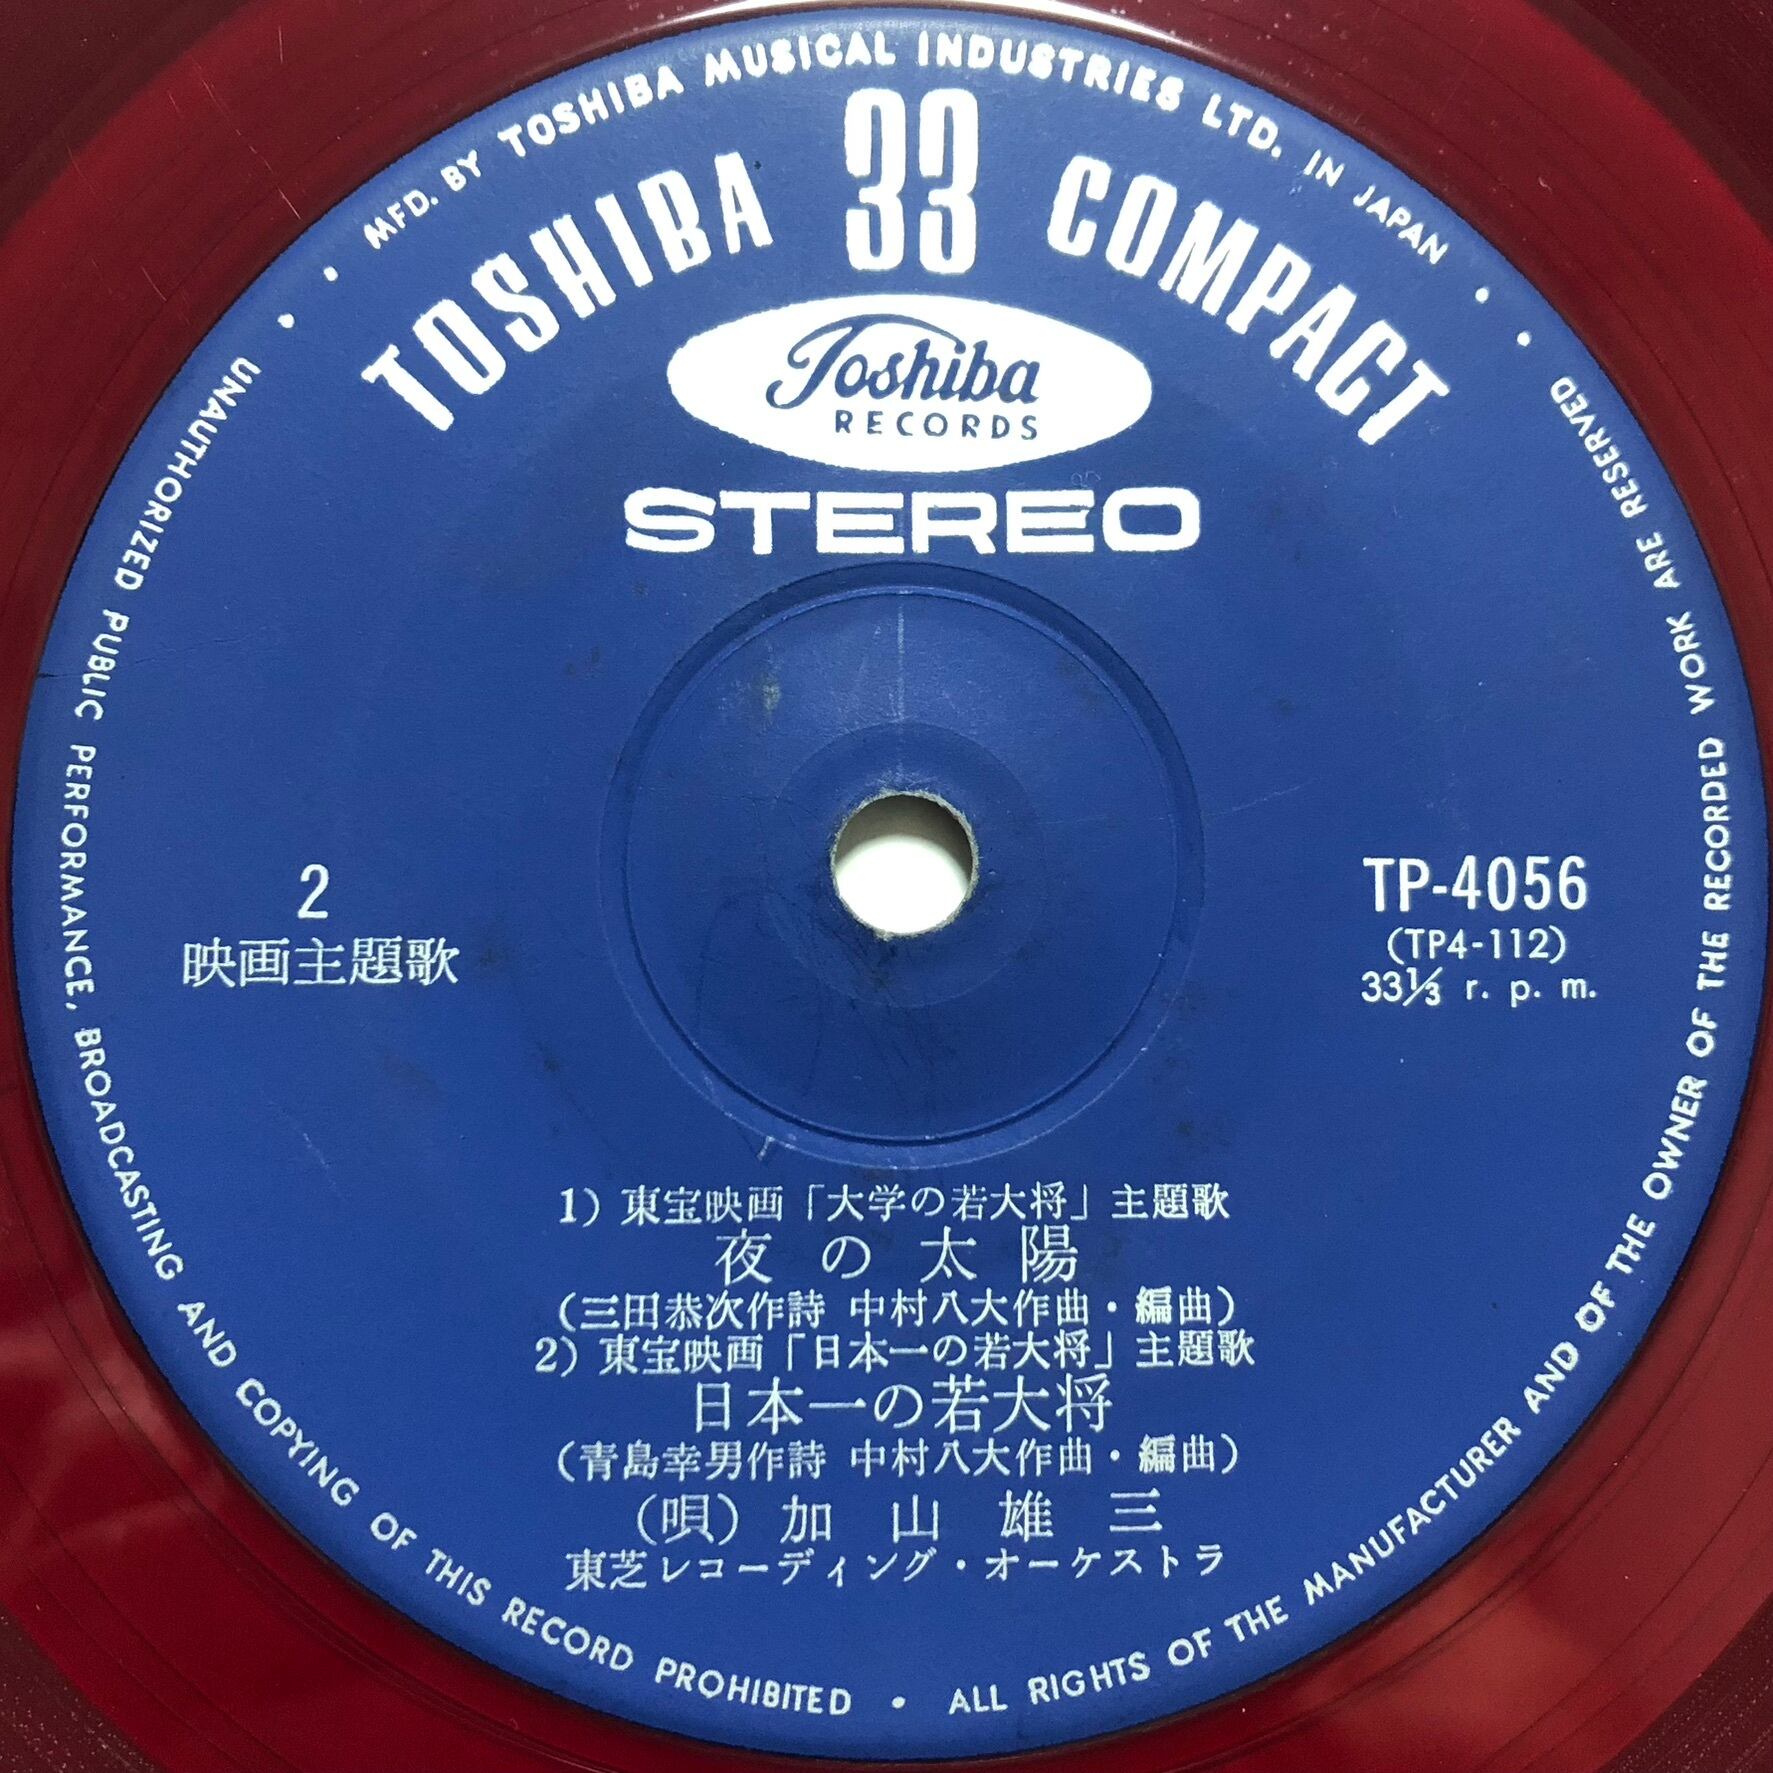 MFD. BY TOSHIBA MUSICAL INDUSTRIES LTD. IN JAPAN
TOSHIBA 33 COMPACT
Toshiba
RECORDS
STEREO
2
映画主題歌
TP-4056
(TP4-112)
33⅓ r. p. m.
1) 東宝映画「大学の若大将」主題歌
夜の太陽
(三田恭次作詩 中村八大作曲・編曲)
2) 東宝映画「日本一の若大将」主題歌
日本一の若大将
(青島幸男作詩 中村八大作曲・編曲)
(唄) 加山雄三
東芝レコーディング・オーケストラ
UNAUTHORIZED PUBLIC PERFORMANCE, BROADCASTING AND COPYING OF THIS RECORD PROHIBITED • ALL RIGHTS OF THE MANUFACTURER AND OF THE OWNER OF THE RECORDED WORK ARE RESERVED